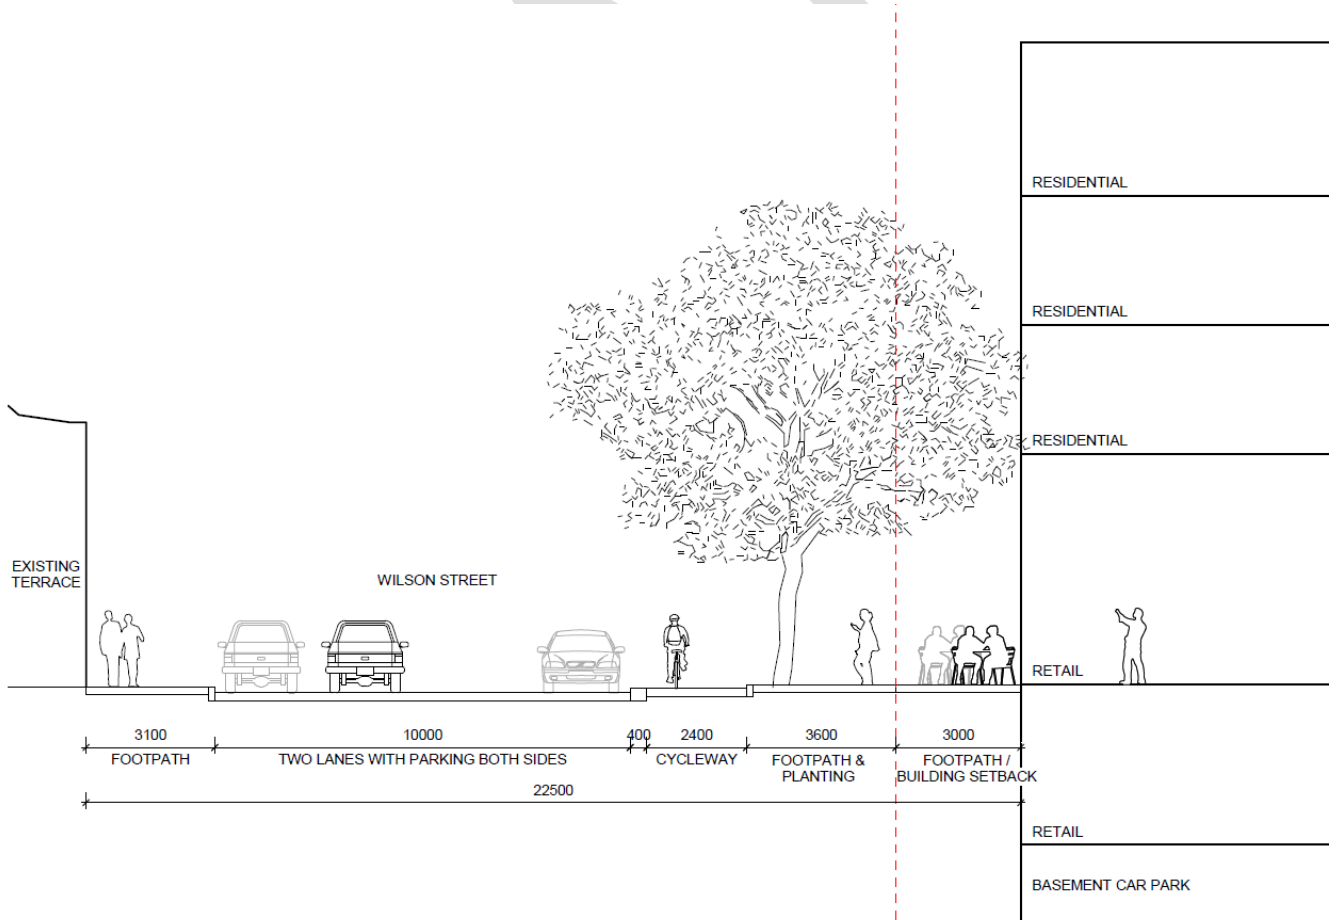 RESIDENTIAL
RESIDENTIAL
RESIDENTIAL
EXISTING
TERRACE
WILSON STREET
RETAIL
3100
10000
400
2400
3600
3000
FOOTPATH
TWO LANES WITH PARKING BOTH SIDES
CYCLEWAY
FOOTPATH &
PLANTING
FOOTPATH /
BUILDING SETBACK
22500
RETAIL
BASEMENT CAR PARK